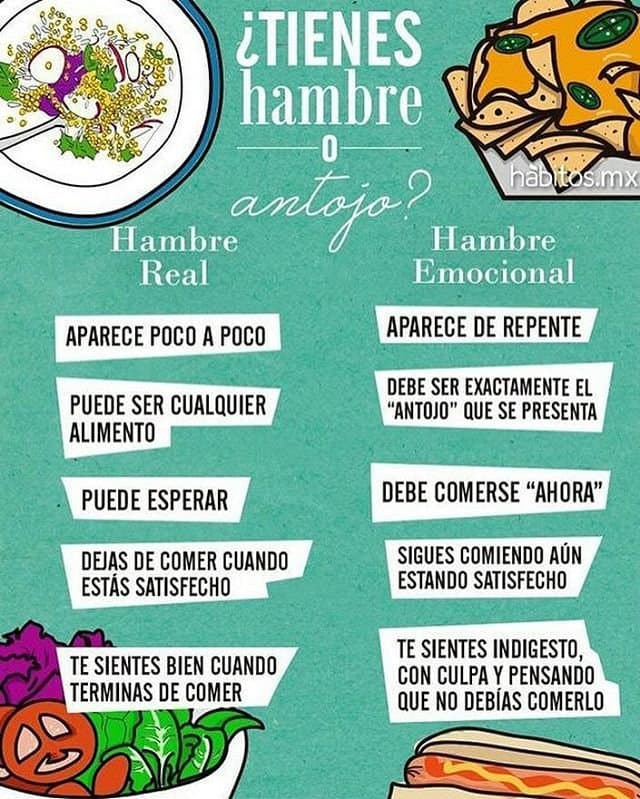 ¿TIENES
hambre
o
antojo?
hábitos.mx
Hambre
Real
APARECE POCO A POCO
PUEDE SER CUALQUIER
ALIMENTO
PUEDE ESPERAR
DEJAS DE COMER CUANDO
ESTÁS SATISFECHO
TE SIENTES BIEN CUANDO
TERMINAS DE COMER
Hambre
Emocional
APARECE DE REPENTE
DEBE SER EXACTAMENTE EL
“ANTOJO” QUE SE PRESENTA
DEBE COMERSE “AHORA”
SIGUES COMIENDO AÚN
ESTANDO SATISFECHO
TE SIENTES INDIGESTO,
CON CULPA Y PENSANDO
QUE NO DEBÍAS COMERLO